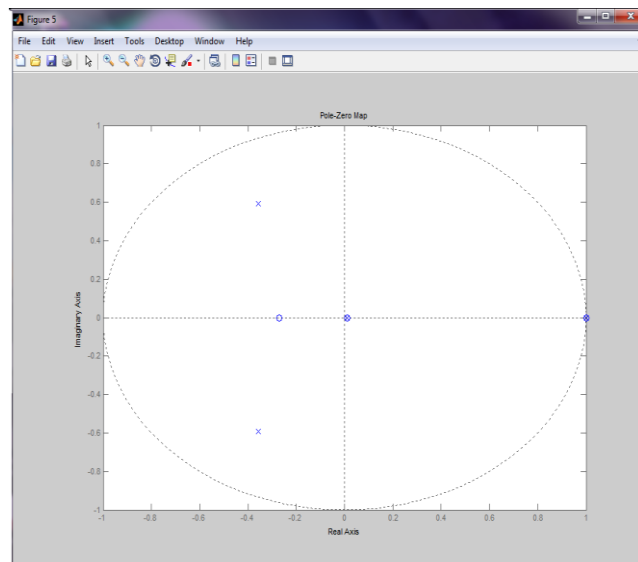 Figure 5
File Edit View Insert Tools Desktop Window Help
Pole-Zero Map
1
0.8
0.6
0.4
0.2
0
-0.2
-0.4
-0.6
-0.8
-1
Imaginary Axis
-1 -0.8 -0.6 -0.4 -0.2 0 0.2 0.4 0.6 0.8 1
Real Axis